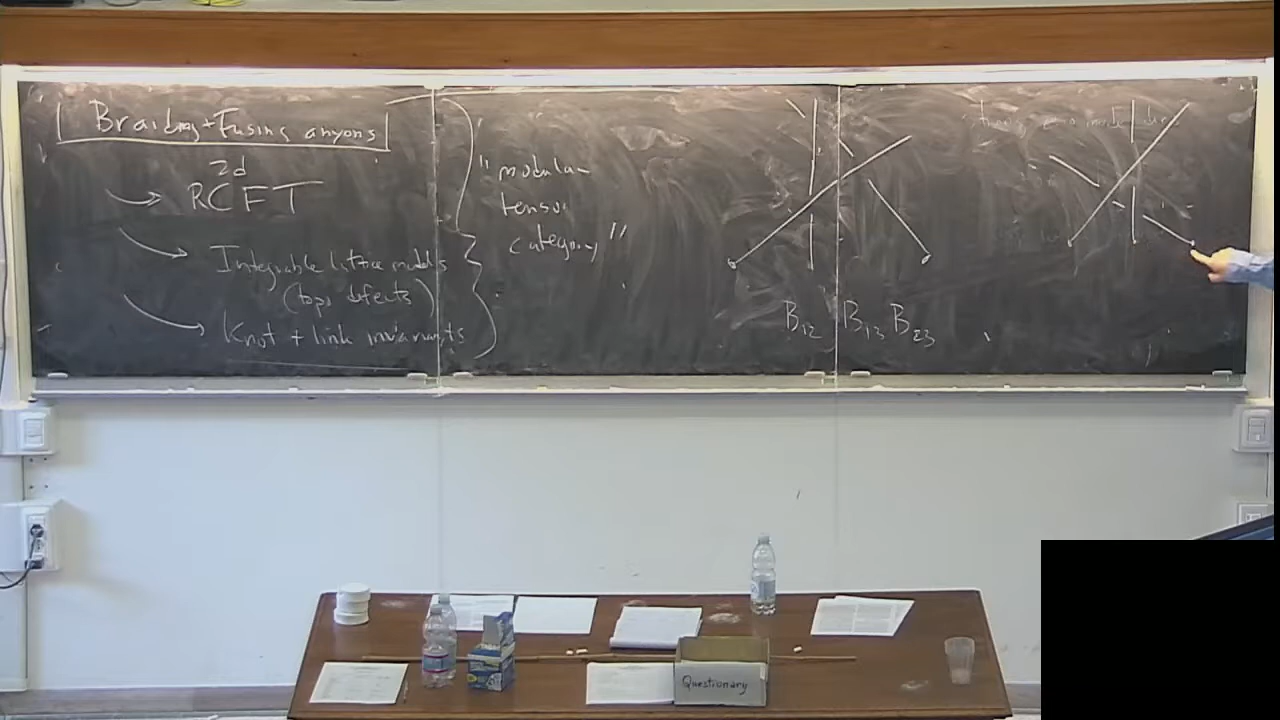 Braiding + Fusing anyons
2d
RCFT
Integrable lattice models
(topo defects)
Knot + link invariants
"modular
tensor
category"
B12 B13 B23
Questionary